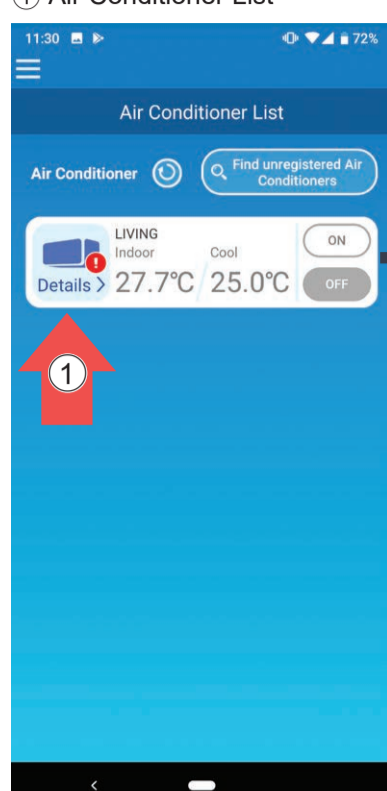 ① Air Conditioner List
11:30 72%
Air Conditioner List
Air Conditioner
Find unregistered Air
Conditioners
LIVING
Indoor Cool ON
Details > 27.7°C 25.0°C OFF
①